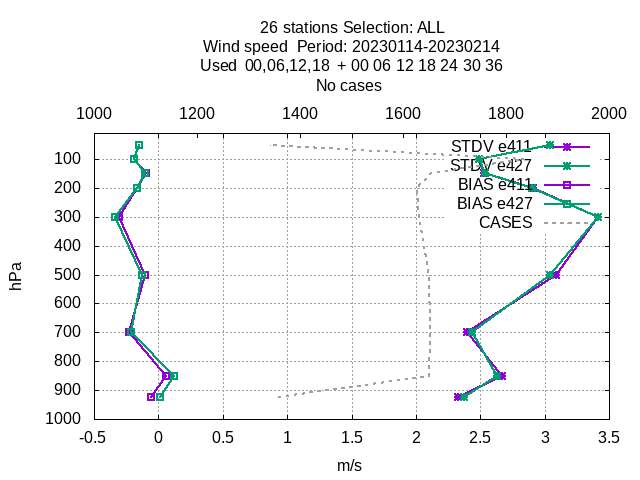 26 stations Selection: ALL
Wind speed  Period: 20230114-20230214
Used  00,06,12,18  + 00 06 12 18 24 30 36
No cases
1000 1200 1400 1600 1800 2000
STDV e411
STDV e427
BIAS e411
BIAS e427
CASES
100
200
300
400
500
600
700
800
900
1000
hPa
-0.5 0 0.5 1 1.5 2 2.5 3 3.5
m/s